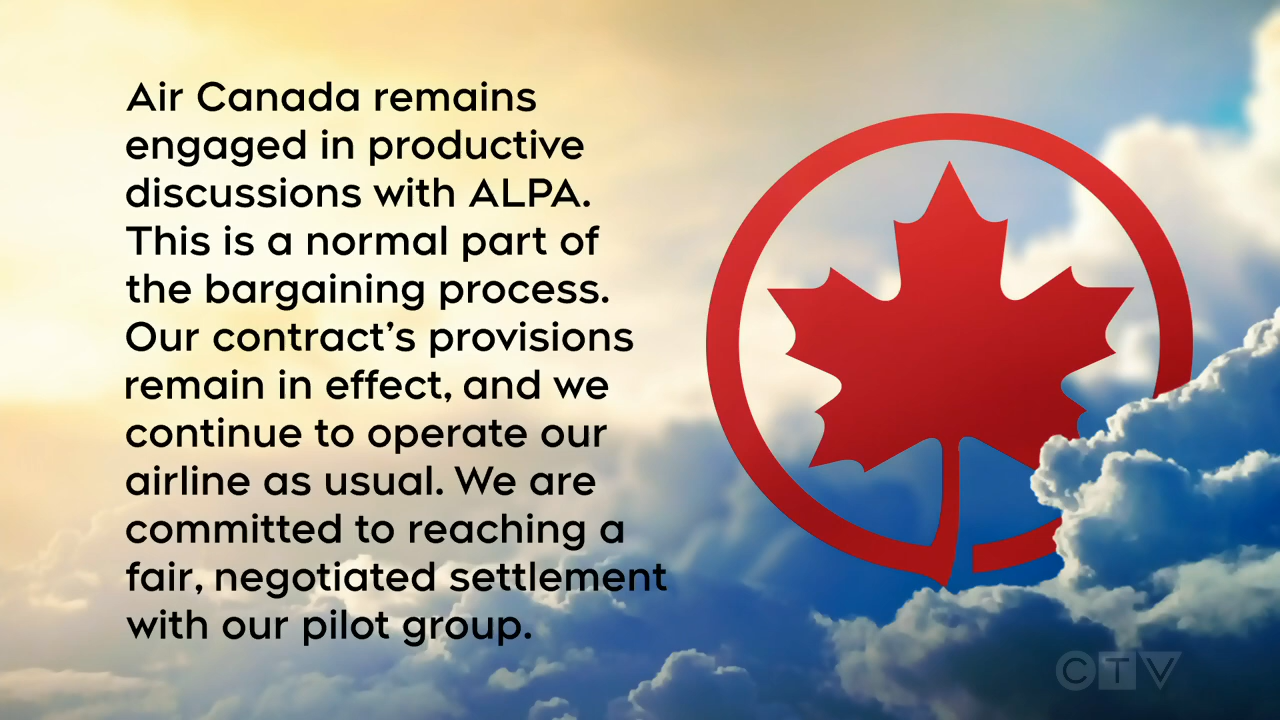 Air Canada remains
engaged in productive
discussions with ALPA.
This is a normal part of
the bargaining process.
Our contract’s provisions
remain in effect, and we
continue to operate our
airline as usual. We are
committed to reaching a
fair, negotiated settlement
with our pilot group.
CTV